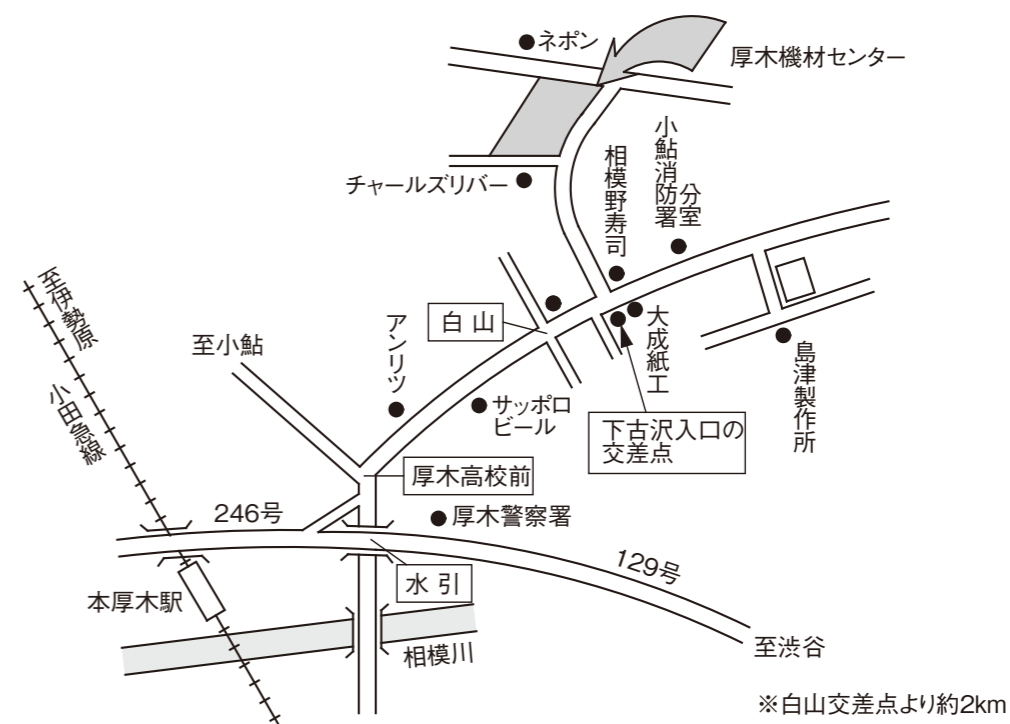 ネポン
厚木機材センター
チャールズリバー
相模野寿司
小鮎消防署
分室
至伊勢原
小田急線
至小鮎
アンリツ
白山
大成紙工
サッポロ
ビール
島津製作所
下古沢入口の
交差点
厚木高校前
246号
厚木警察署
129号
水引
本厚木駅
相模川
至渋谷
※白山交差点より約2km